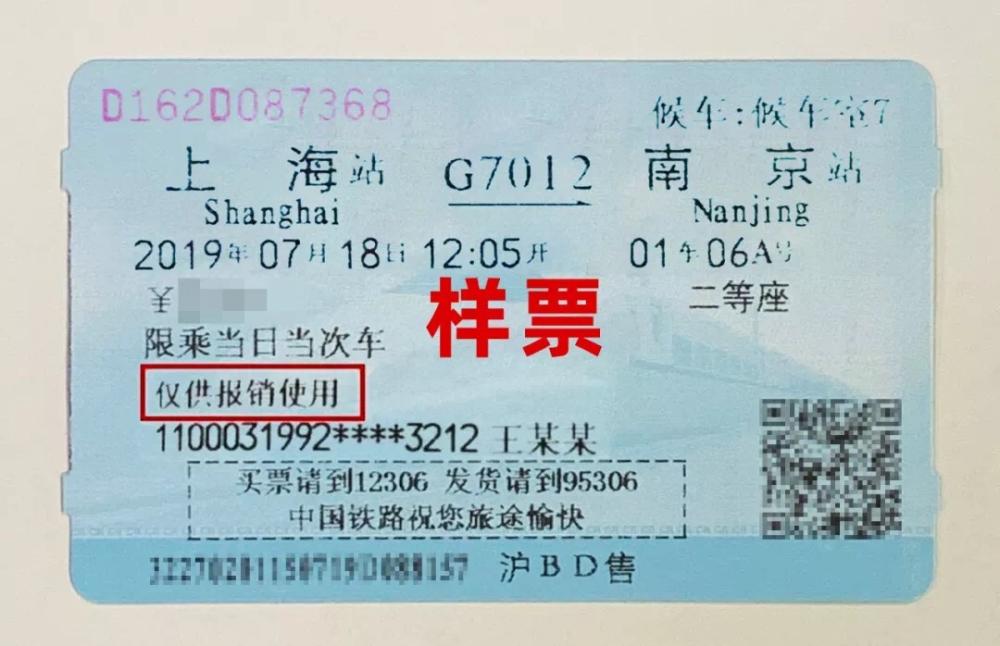 D162D087368
候车:候车室7
上海站 G7012 南京站
Shanghai Nanjing
2019年07月18日12:05开 01车06A号
¥ 二等座
样票
限乘当日当次车
仅供报销使用
1100031992****3212 王某某
买票请到12306 发货请到95306
中国铁路祝您旅途愉快
沪BD售